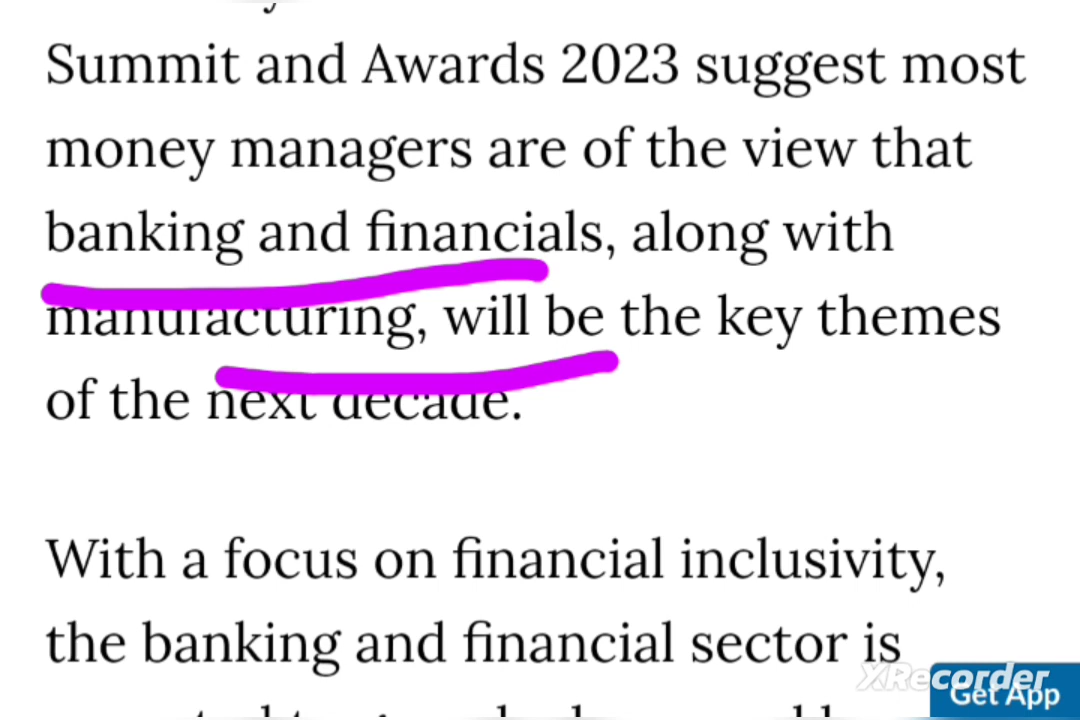 Summit and Awards 2023 suggest most
money managers are of the view that
banking and financials, along with
manufacturing, will be the key themes
of the next decade.
With a focus on financial inclusivity,
the banking and financial sector is
XRecorder
Get App